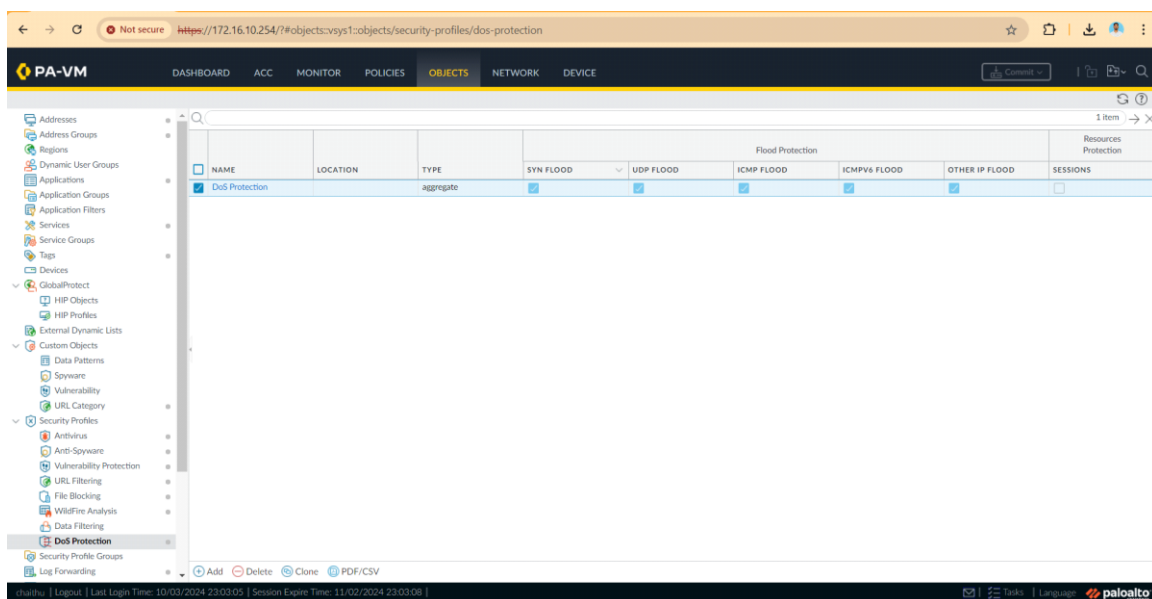 Not secure https://172.16.10.254/?#objects::vsys1::objects/security-profiles/dos-protection
PA-VM DASHBOARD ACC MONITOR POLICIES OBJECTS NETWORK DEVICE Commit
1 item
Addresses
Address Groups
Regions
Dynamic User Groups
Applications
Application Groups
Application Filters
Services
Service Groups
Tags
Devices
GlobalProtect
HIP Objects
HIP Profiles
External Dynamic Lists
Custom Objects
Data Patterns
Spyware
Vulnerability
URL Category
Security Profiles
Antivirus
Anti-Spyware
Vulnerability Protection
URL Filtering
File Blocking
WildFire Analysis
Data Filtering
DoS Protection
Security Profile Groups
Log Forwarding
Flood Protection
Resources
Protection
NAME LOCATION TYPE SYN FLOOD UDP FLOOD ICMP FLOOD ICMPV6 FLOOD OTHER IP FLOOD SESSIONS
DoS Protection aggregate
Add Delete Clone PDF/CSV
chaithu | Logout | Last Login Time: 10/03/2024 23:03:05 | Session Expire Time: 11/02/2024 23:03:08 | Tasks | Language paloalto